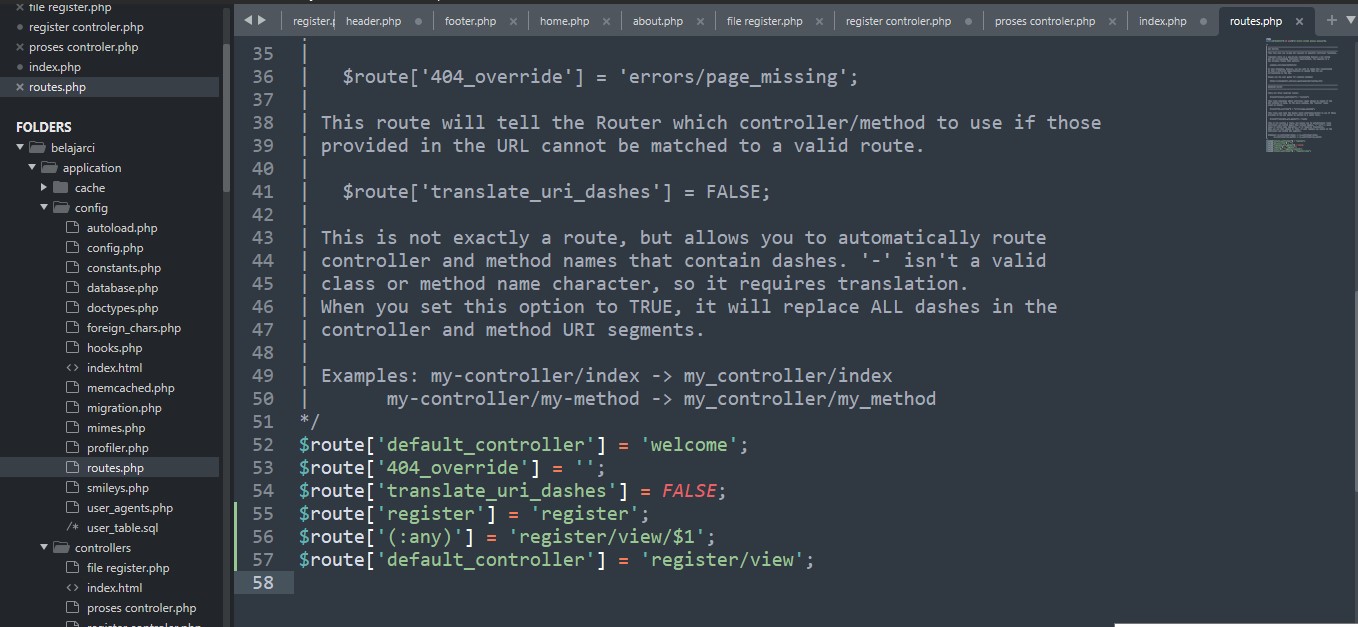 file register.php
register controler.php
proses controler.php
index.php
routes.php
FOLDERS
belajarci
application
cache
config
autoload.php
config.php
constants.php
database.php
doctypes.php
foreign_chars.php
hooks.php
index.html
memcached.php
migration.php
mimes.php
profiler.php
routes.php
smileys.php
user_agents.php
user_table.sql
controllers
file register.php
index.html
proses controler.php
register controler.php
register.p header.php footer.php home.php about.php file register.php register controler.php proses controler.php index.php routes.php
35 |
36 | $route['404_override'] = 'errors/page_missing';
37 |
38 | This route will tell the Router which controller/method to use if those
39 | provided in the URL cannot be matched to a valid route.
40 |
41 | $route['translate_uri_dashes'] = FALSE;
42 |
43 | This is not exactly a route, but allows you to automatically route
44 | controller and method names that contain dashes. '-' isn't a valid
45 | class or method name character, so it requires translation.
46 | When you set this option to TRUE, it will replace ALL dashes in the
47 | controller and method URI segments.
48 |
49 | Examples: my-controller/index -> my_controller/index
50 | my-controller/my-method -> my_controller/my_method
51 */
52 $route['default_controller'] = 'welcome';
53 $route['404_override'] = '';
54 $route['translate_uri_dashes'] = FALSE;
55 $route['register'] = 'register';
56 $route['(:any)'] = 'register/view/$1';
57 $route['default_controller'] = 'register/view';
58